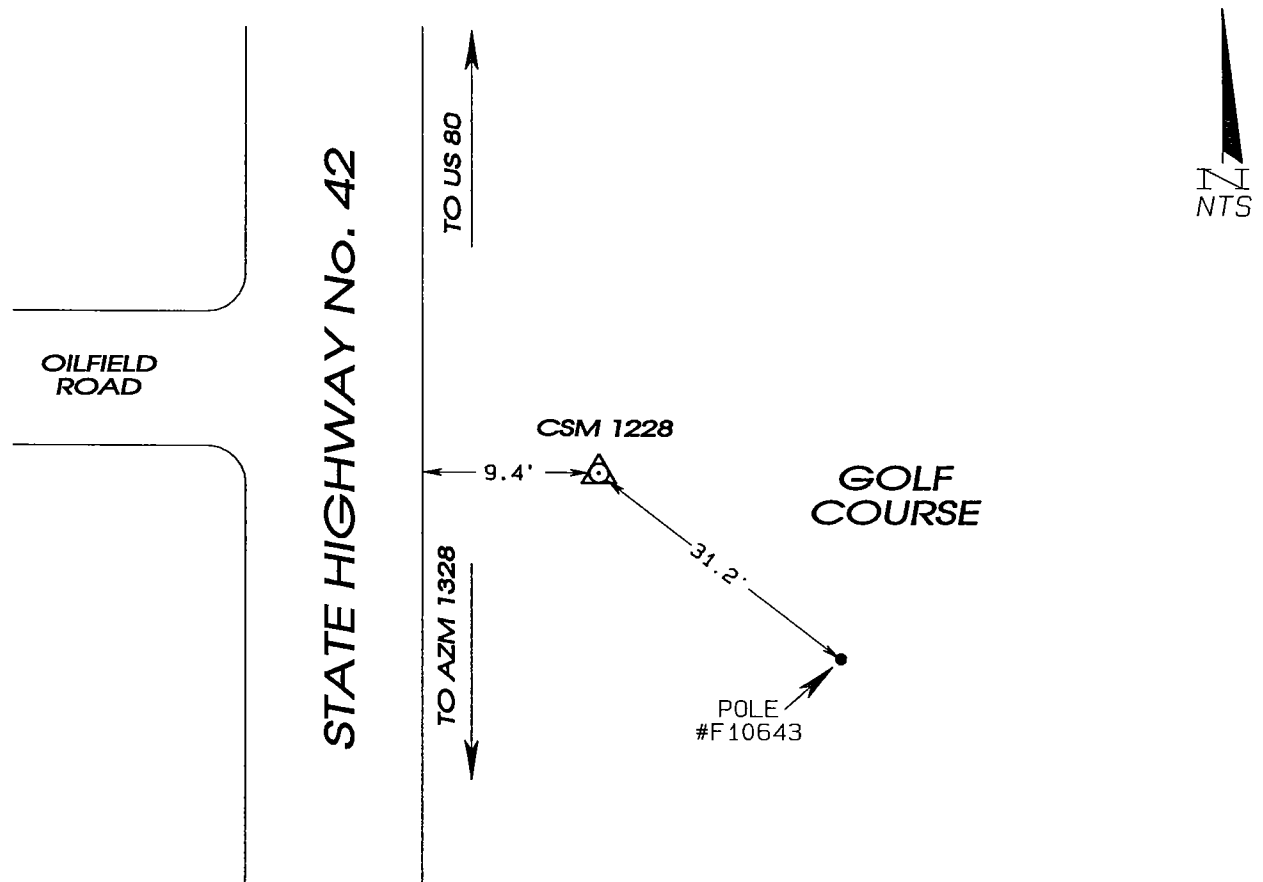 TO US 80
N
NTS
STATE HIGHWAY No. 42
OILFIELD
ROAD
CSM 1228
9.4'
GOLF
COURSE
31.2'
TO AZM 1328
POLE
#F10643